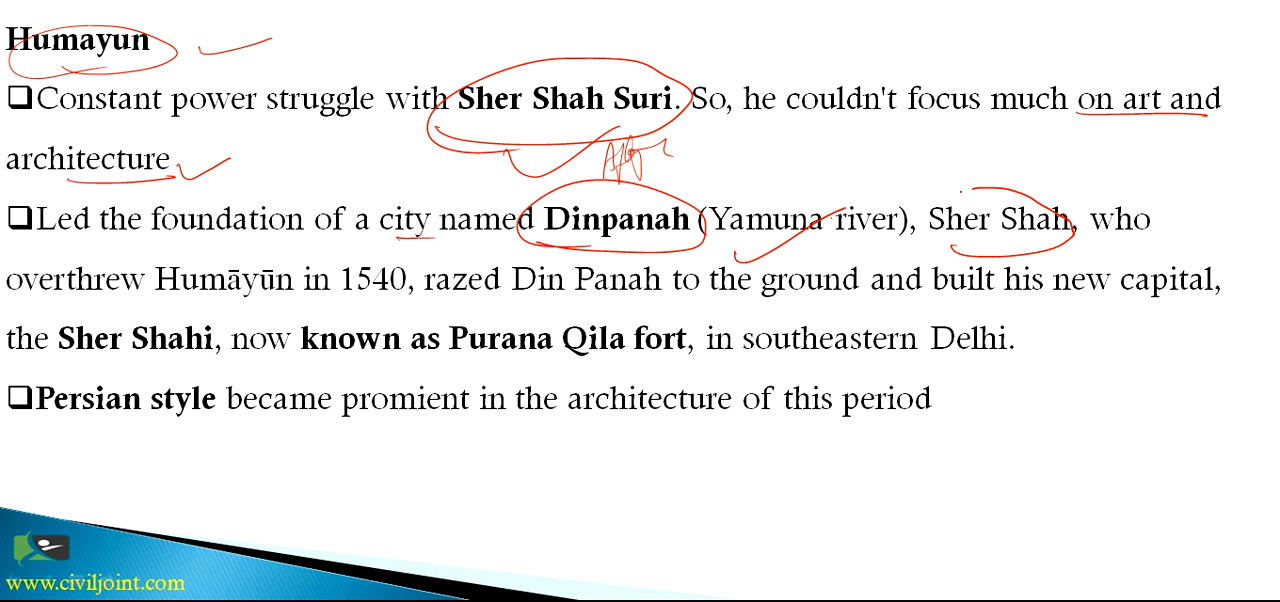 Humayun
❑Constant power struggle with Sher Shah Suri. So, he couldn't focus much on art and
architecture
❑Led the foundation of a city named Dinpanah (Yamuna river), Sher Shah, who
overthrew Humāyūn in 1540, razed Din Panah to the ground and built his new capital,
the Sher Shahi, now known as Purana Qila fort, in southeastern Delhi.
❑Persian style became promient in the architecture of this period
www.civiljoint.com